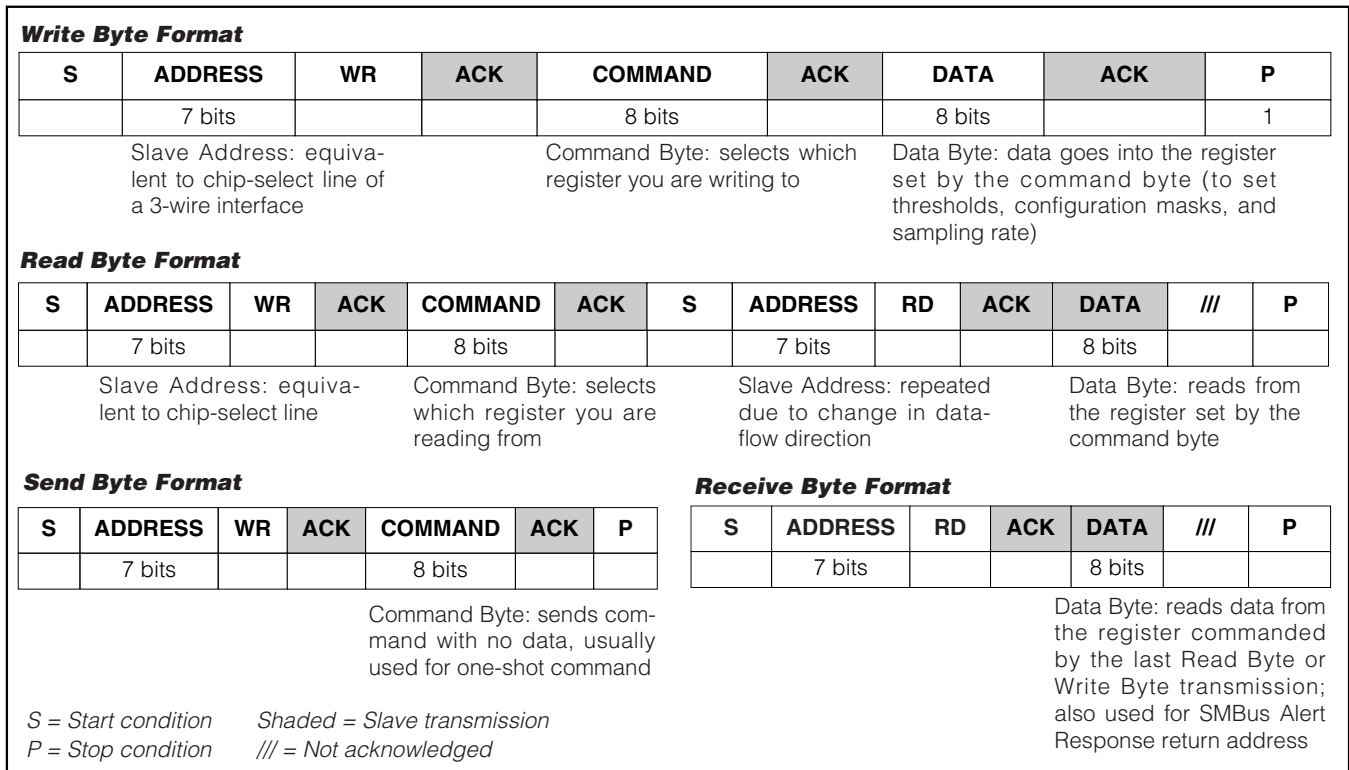 Write Byte Format
S ADDRESS WR ACK COMMAND ACK DATA ACK P
7 bits 8 bits 8 bits 1
Slave Address: equiva-
lent to chip-select line of
a 3-wire interface
Command Byte: selects which
register you are writing to
Data Byte: data goes into the register
set by the command byte (to set
thresholds, configuration masks, and
sampling rate)
Read Byte Format
S ADDRESS WR ACK COMMAND ACK S ADDRESS RD ACK DATA /// P
7 bits 8 bits 7 bits 8 bits
Slave Address: equiva-
lent to chip-select line
Command Byte: selects
which register you are
reading from
Slave Address: repeated
due to change in data-
flow direction
Data Byte: reads from
the register set by the
command byte
Send Byte Format
S ADDRESS WR ACK COMMAND ACK P
7 bits 8 bits
Command Byte: sends com-
mand with no data, usually
used for one-shot command
Receive Byte Format
S ADDRESS RD ACK DATA /// P
7 bits 8 bits
Data Byte: reads data from
the register commanded
by the last Read Byte or
Write Byte transmission;
also used for SMBus Alert
Response return address
S = Start condition Shaded = Slave transmission
P = Stop condition /// = Not acknowledged